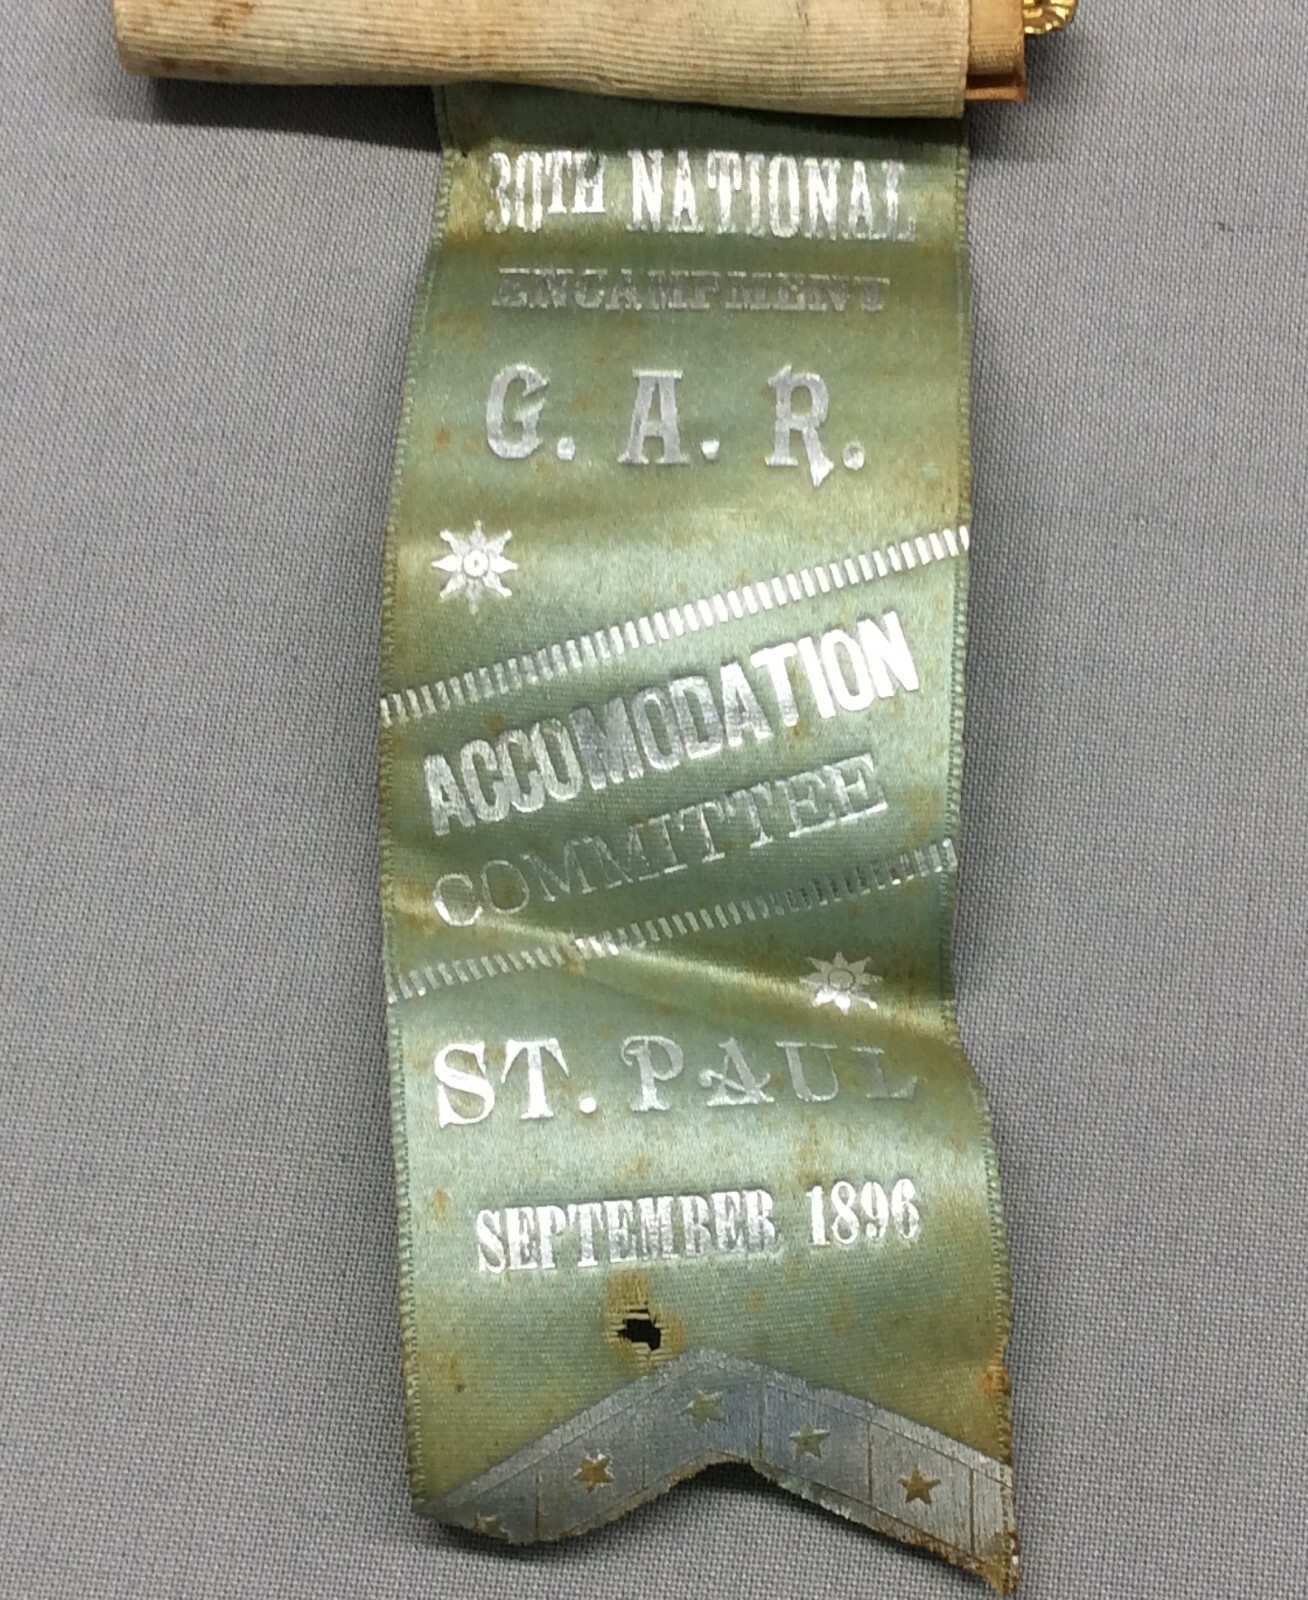 30TH NATIONAL
ENCAMPMENT
G. A. R.
ACCOMODATION
COMMITTEE
ST. PAUL
SEPTEMBER 1896